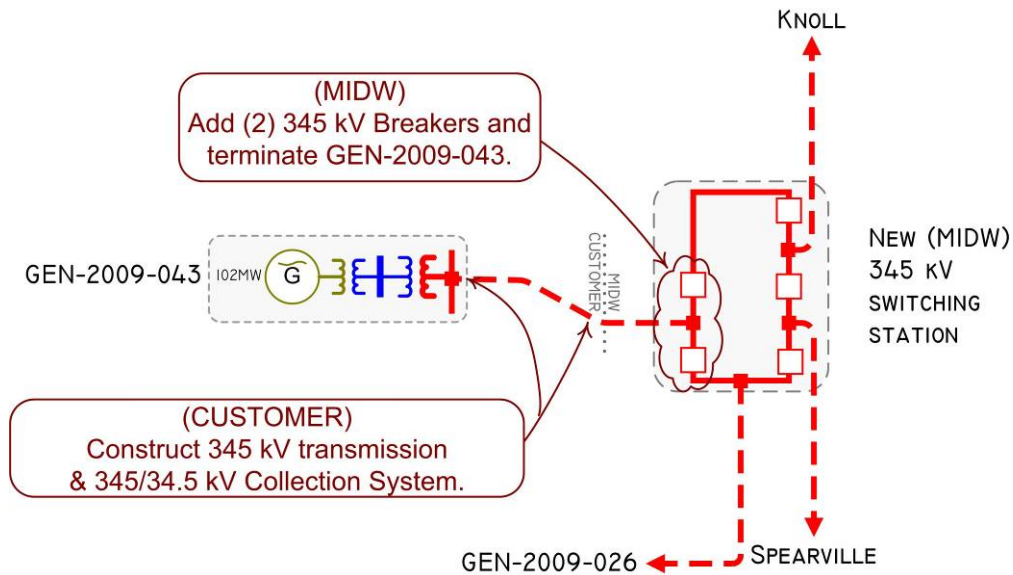 KNOLL
(MIDW)
Add (2) 345 kV Breakers and
terminate GEN-2009-043.
CUSTOMER
MIDW
GEN-2009-043
102MW
G
NEW (MIDW)
345 KV
SWITCHING
STATION
(CUSTOMER)
Construct 345 kV transmission
& 345/34.5 kV Collection System.
GEN-2009-026
SPEARVILLE